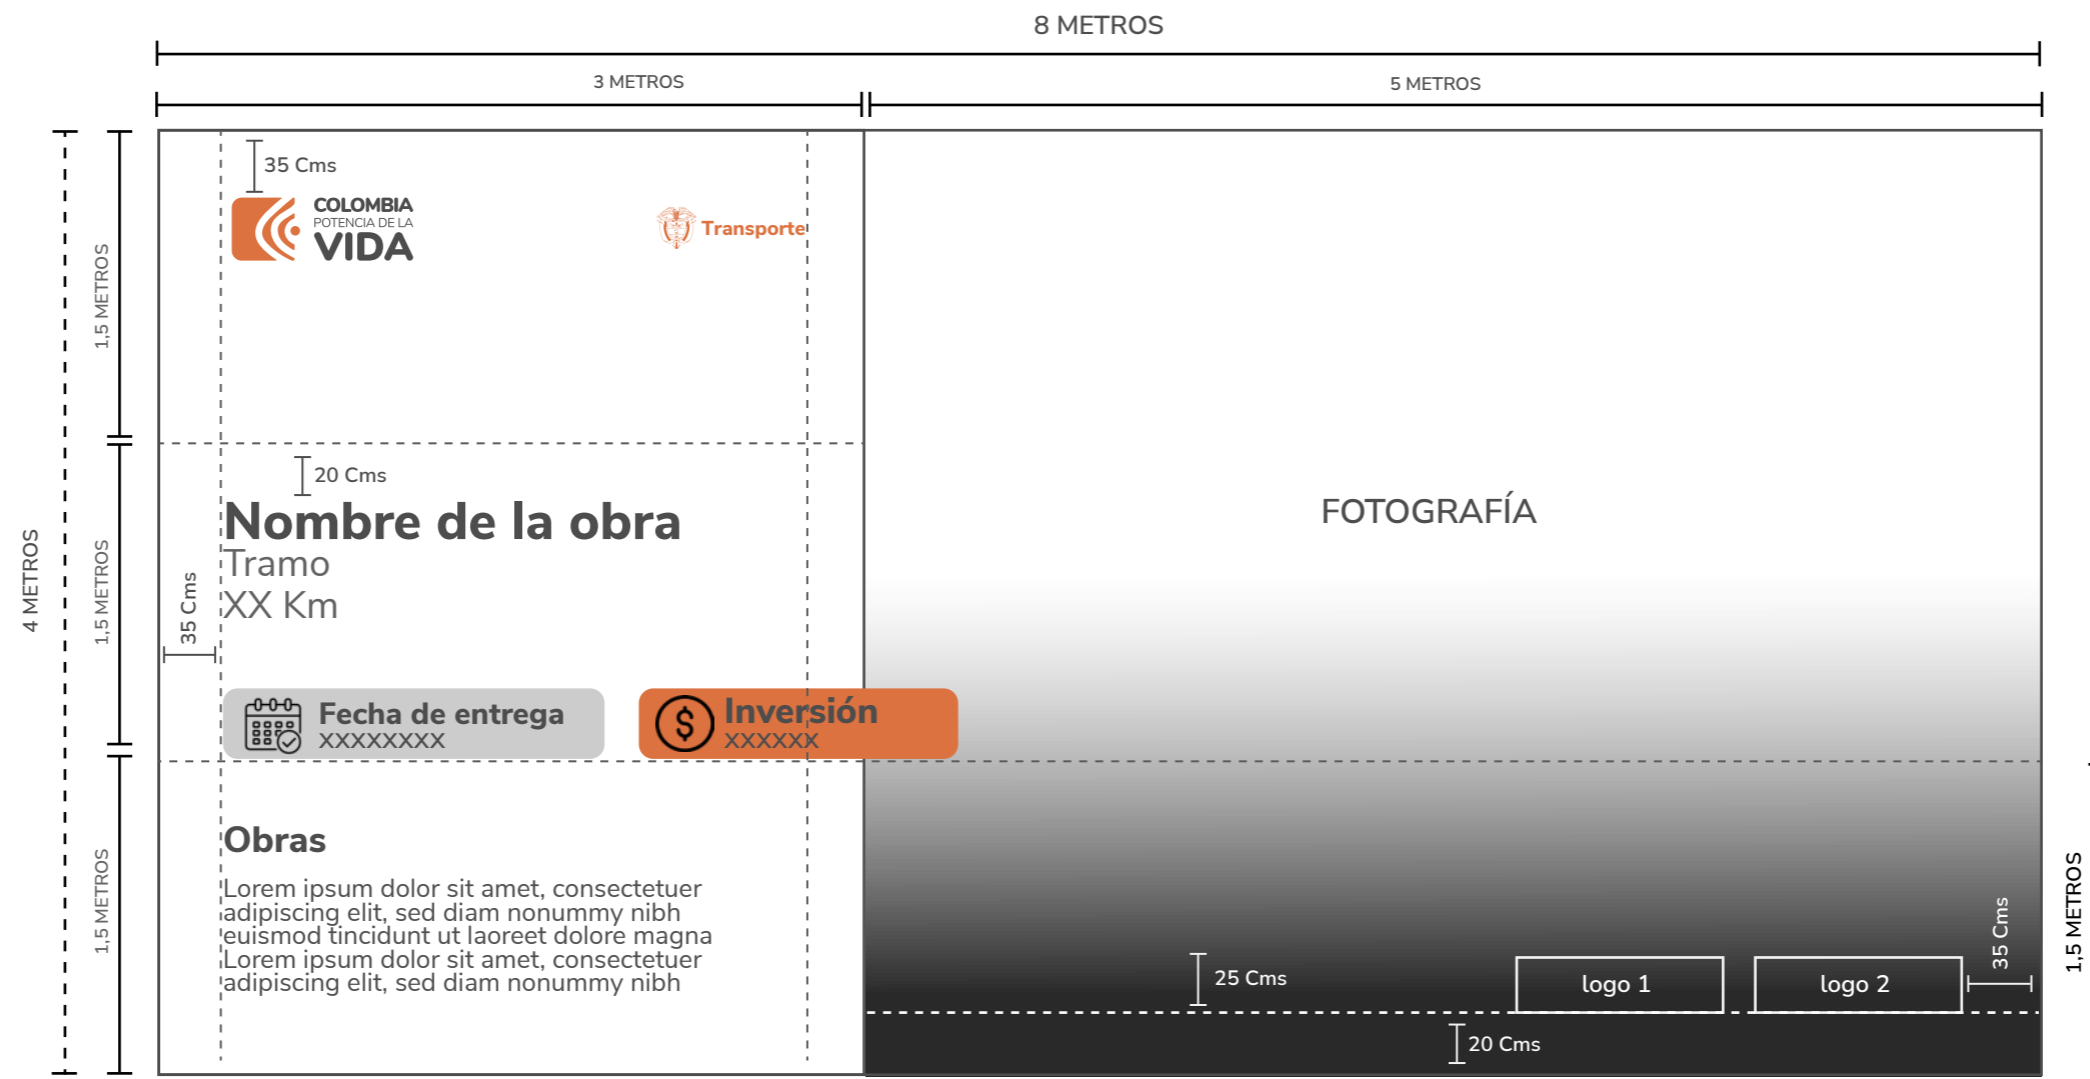 8 METROS
3 METROS
5 METROS
35 Cms
COLOMBIA
POTENCIA DE LA
VIDA
Transporte
1,5 METROS
20 Cms
Nombre de la obra
Tramo
XX Km
FOTOGRAFÍA
4 METROS
1,5 METROS
35 Cms
Fecha de entrega
XXXXXXXX
Inversión
XXXXXX
Obras
Lorem ipsum dolor sit amet, consectetuer
adipiscing elit, sed diam nonummy nibh
euismod tincidunt ut laoreet dolore magna
Lorem ipsum dolor sit amet, consectetuer
adipiscing elit, sed diam nonummy nibh
1,5 METROS
25 Cms
logo 1
logo 2
35 Cms
1,5 METROS
20 Cms